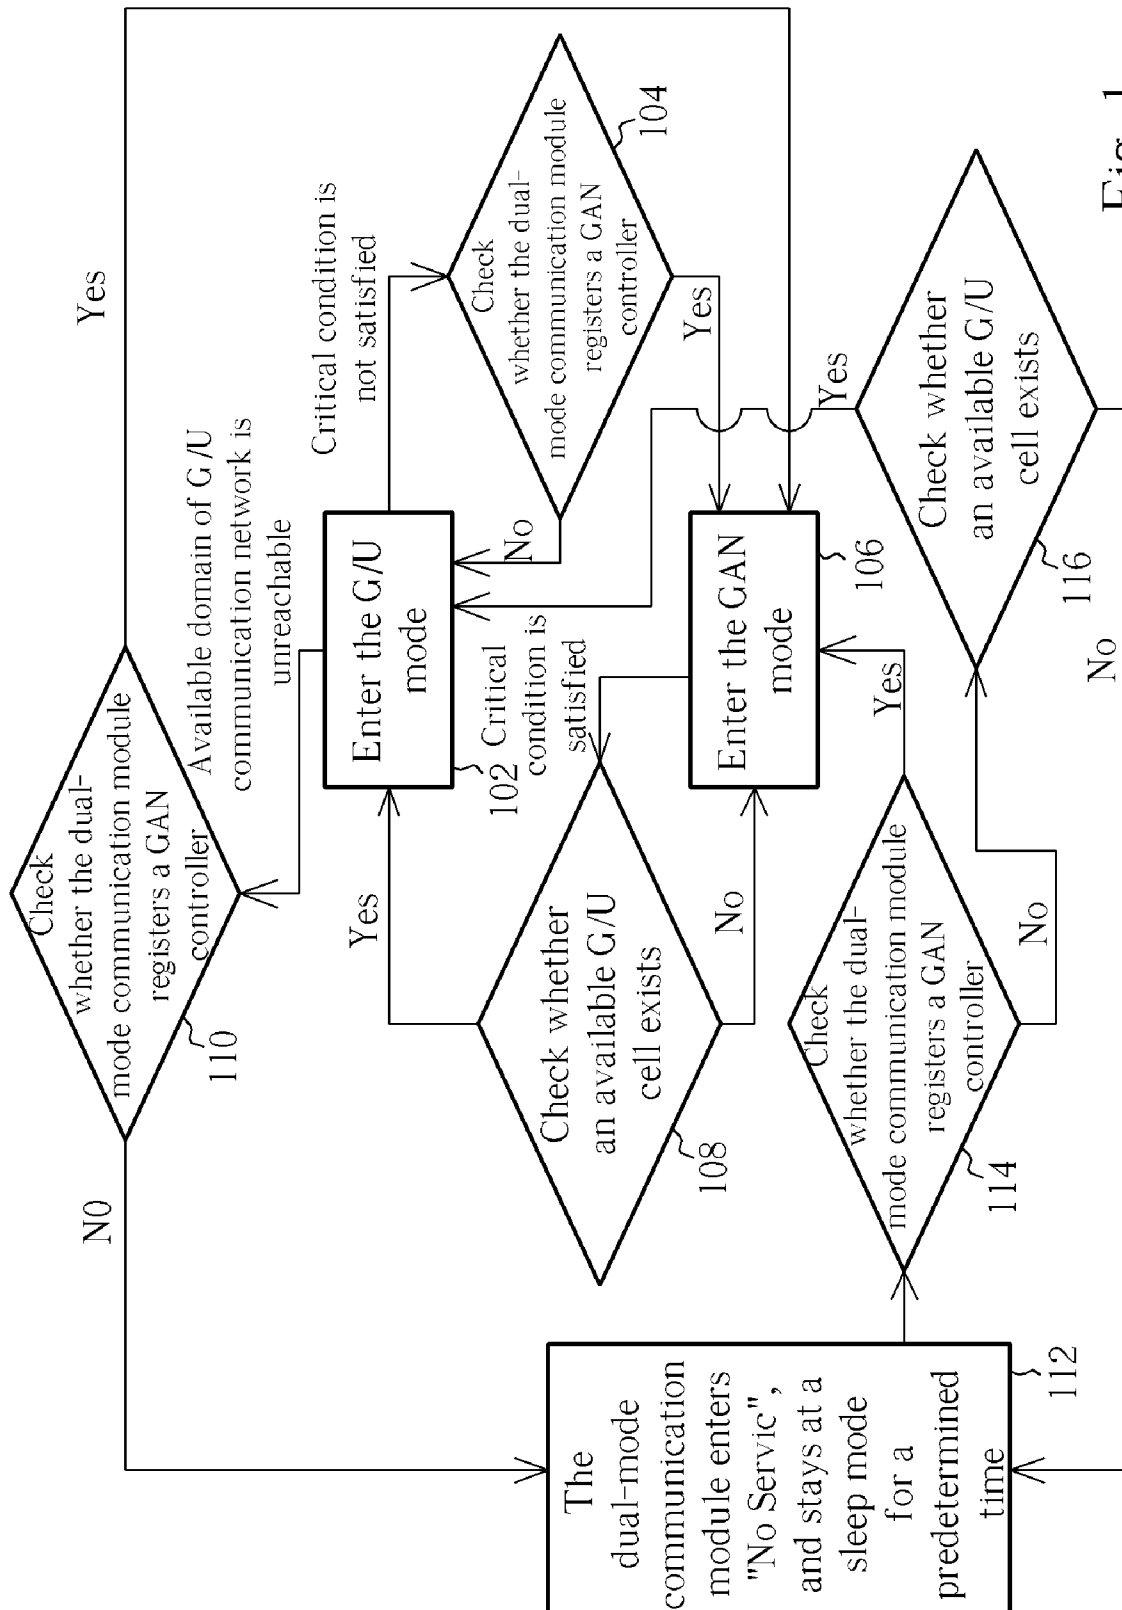 Yes
N0
Check
whether the dual-
mode communication module
registers a GAN
controller
110
Available domain of G/U
communication network is
unreachable
Critical condition is
not satisfied
Check
whether the dual-
mode communication module
registers a GAN
controller
104
Yes
No
Enter the G/U
mode
102
Critical
condition is
satisfied
Yes
Check whether
an available G/U
cell exists
108
No
Enter the GAN
mode
106
Yes
The
dual-mode
communication
module enters
"No Servic",
and stays at a
sleep mode
for a
predetermined
time
112
Check
whether the dual-
mode communication module
registers a GAN
controller
114
Yes
No
Check whether
an available G/U
cell exists
116
No
Fig. 1